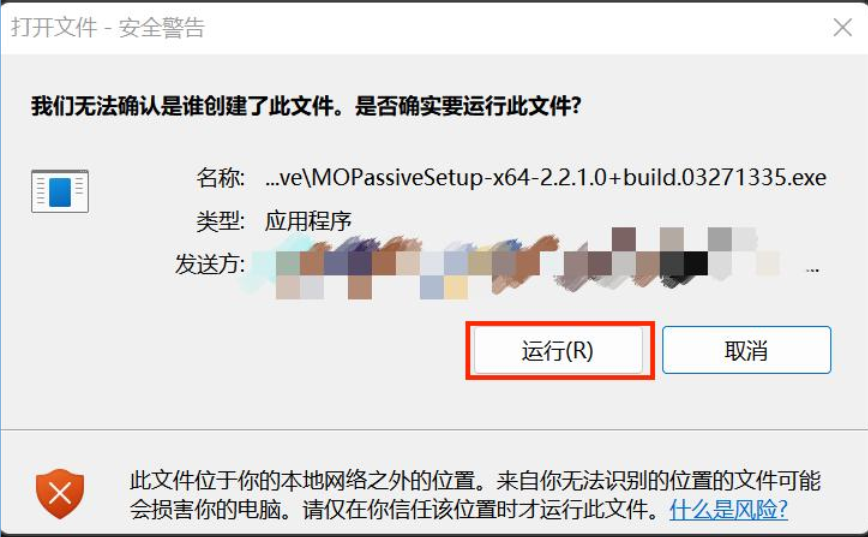 打开文件 - 安全警告
我们无法确认是谁创建了此文件。是否确实要运行此文件?
名称: ...ve\MOPassiveSetup-x64-2.2.1.0+build.03271335.exe
类型: 应用程序
发送方: ...
运行(R) 取消
此文件位于你的本地网络之外的位置。来自你无法识别的位置的文件可能
会损害你的电脑。请仅在你信任该位置时才运行此文件。什么是风险?